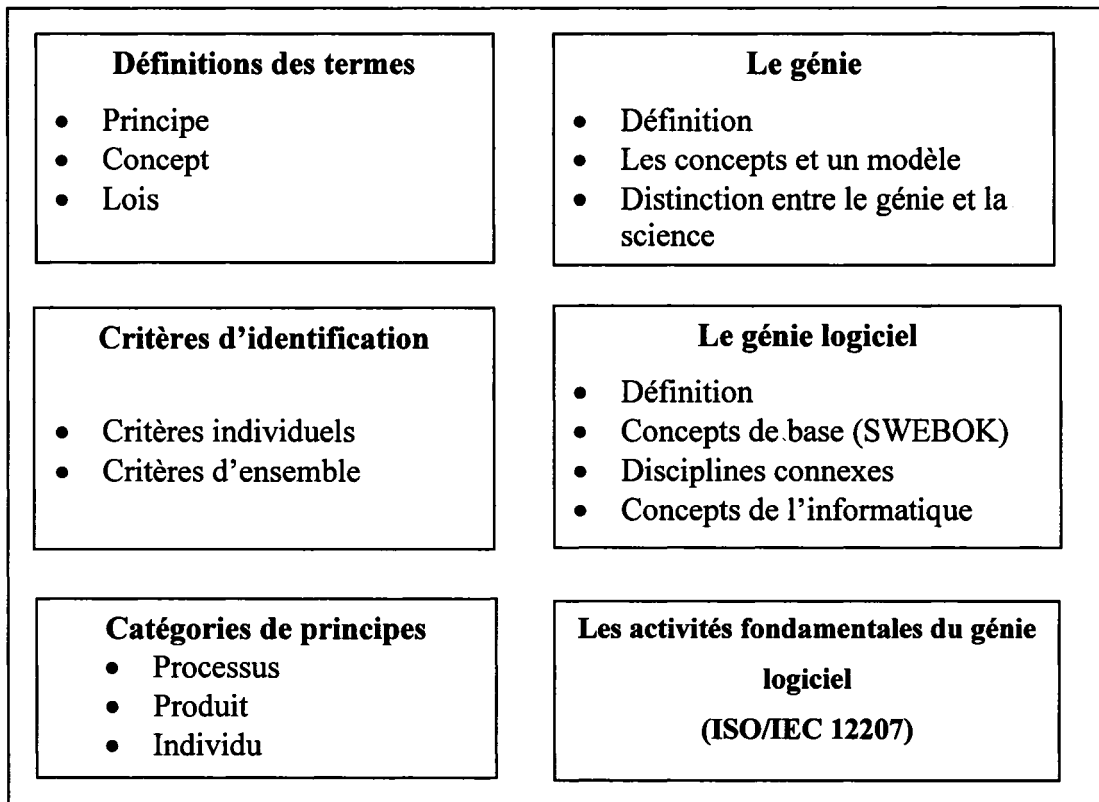 Définitions des termes
• Principe
• Concept
• Lois
Le génie
• Définition
• Les concepts et un modèle
• Distinction entre le génie et la
science
Critères d'identification
• Critères individuels
• Critères d'ensemble
Le génie logiciel
• Définition
• Concepts de base (SWEBOK)
• Disciplines connexes
• Concepts de l'informatique
Catégories de principes
• Processus
• Produit
• Individu
Les activités fondamentales du génie
logiciel
(ISO/IEC 12207)